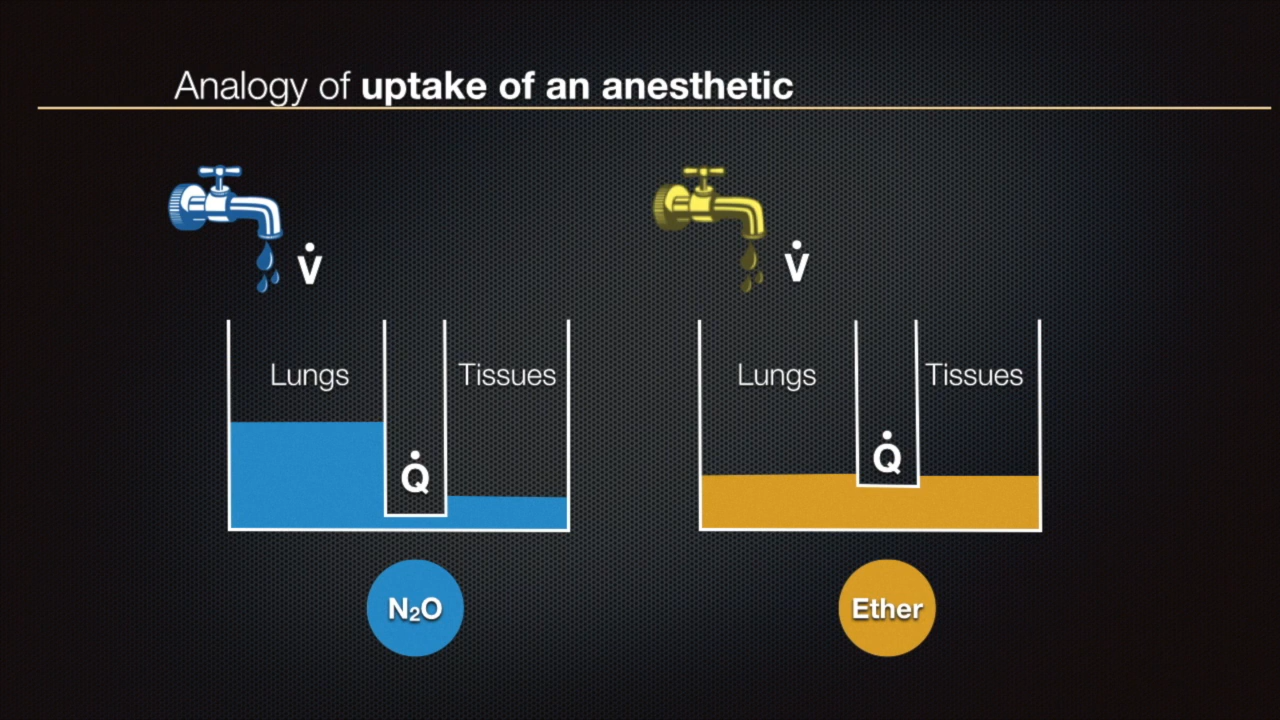 Analogy of uptake of an anesthetic
V̇
V̇
Lungs
Tissues
Lungs
Tissues
Q̇
Q̇
N₂O
Ether